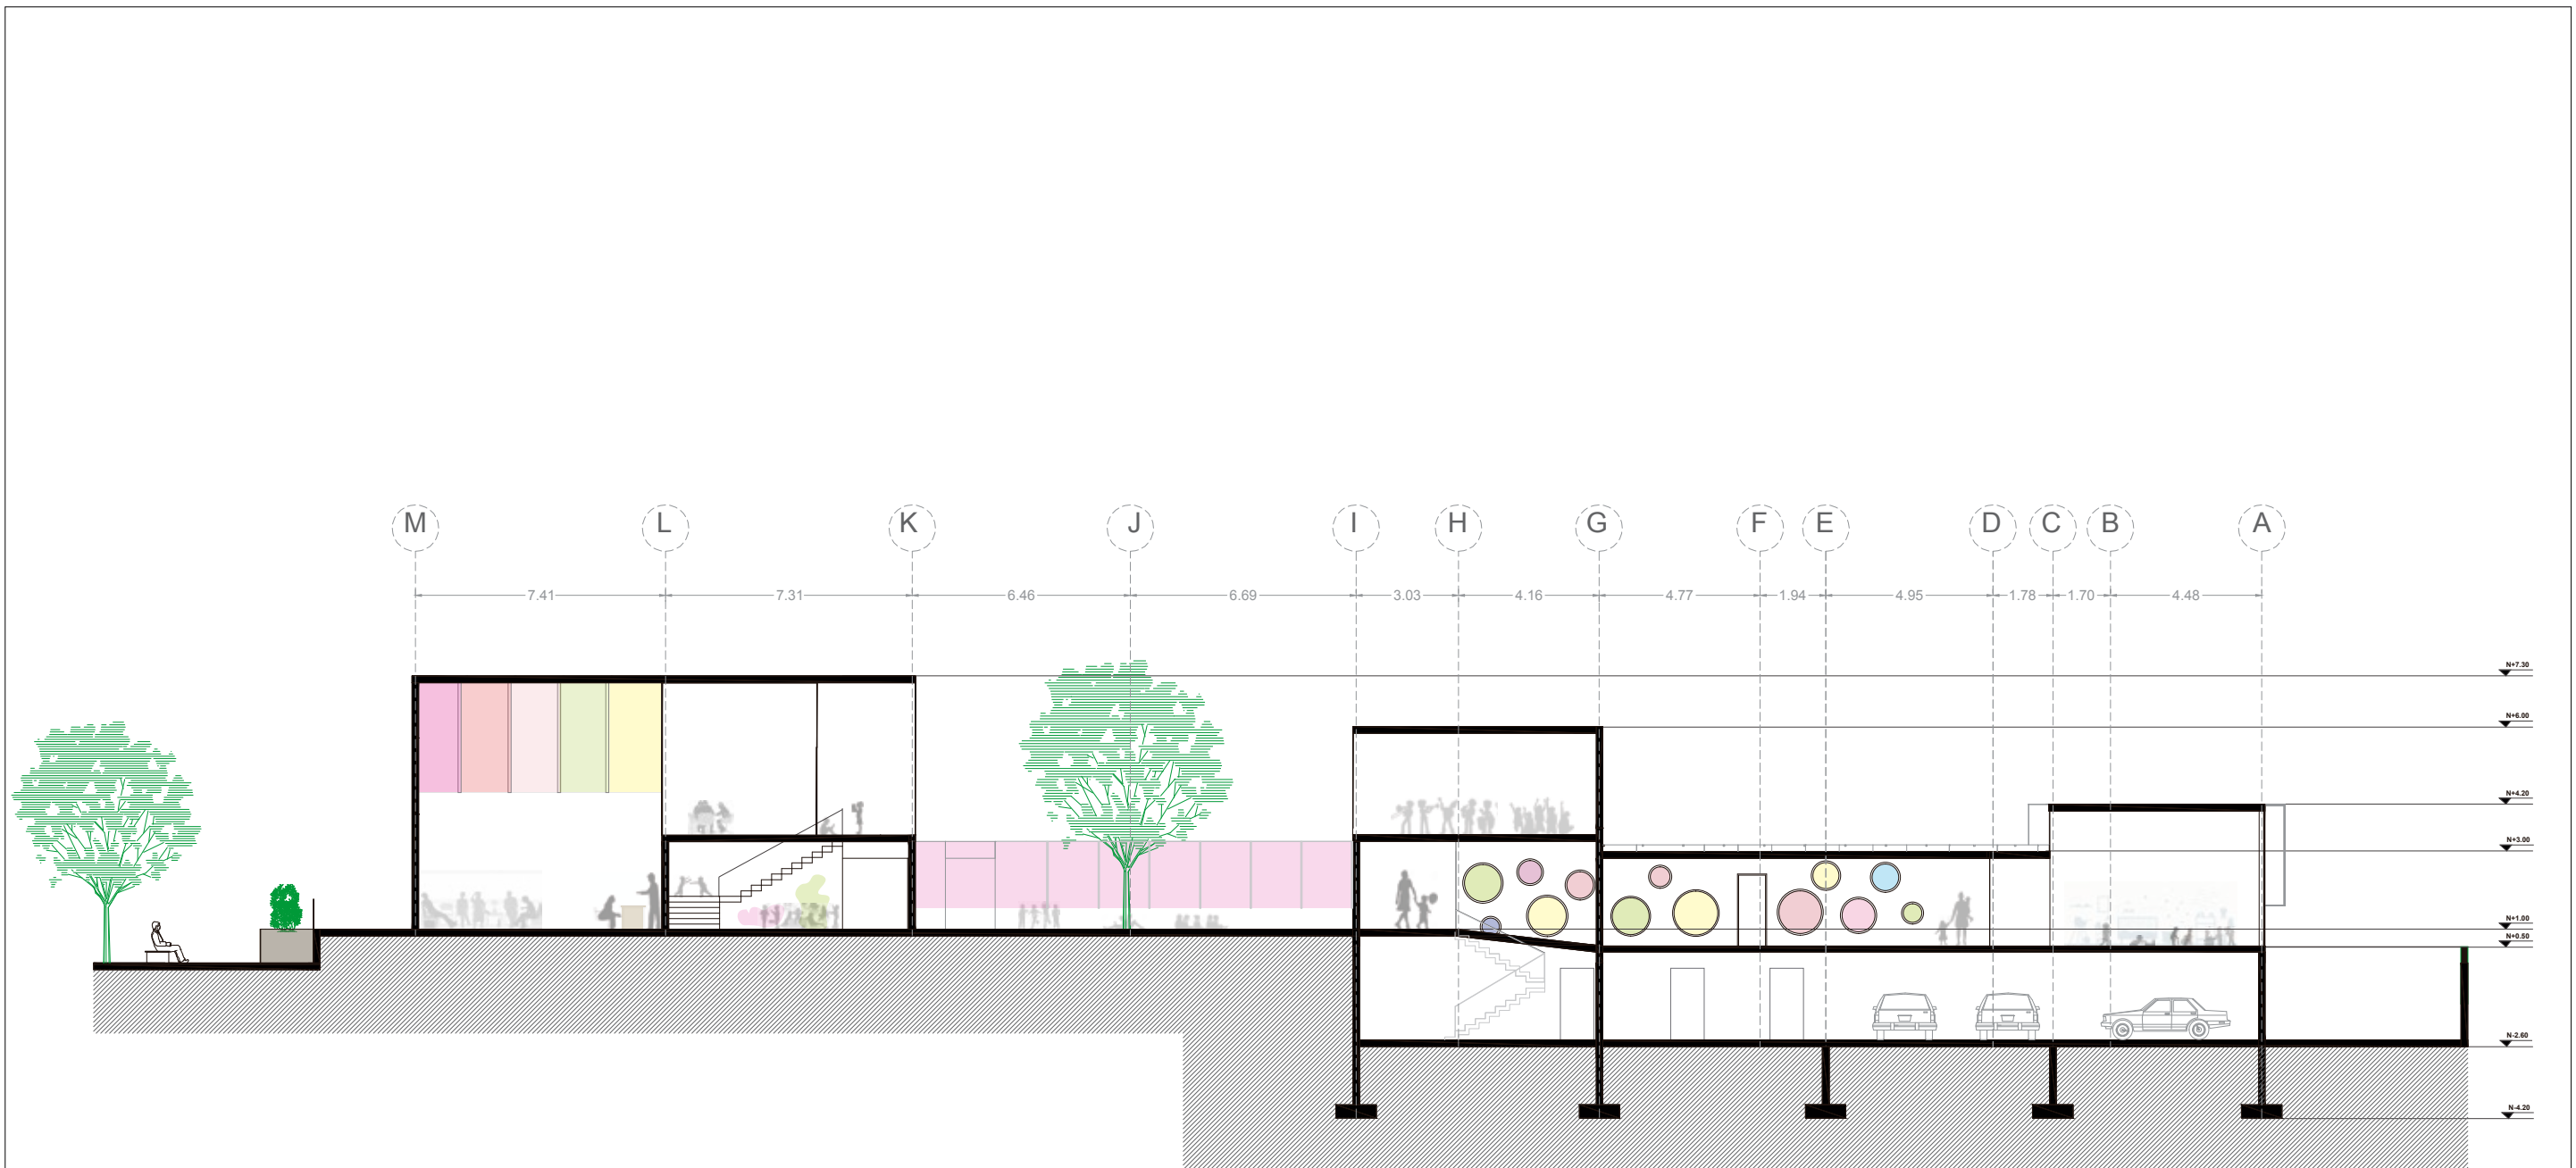 M L K J I H G F E D C B A
7.41 7.31 6.46 6.69 3.03 4.16 4.77 1.94 4.95 1.78 1.70 4.48
N+7.30
N+6.00
N+4.20
N+3.00
N+1.00
N+0.50
N-2.60
N-4.20